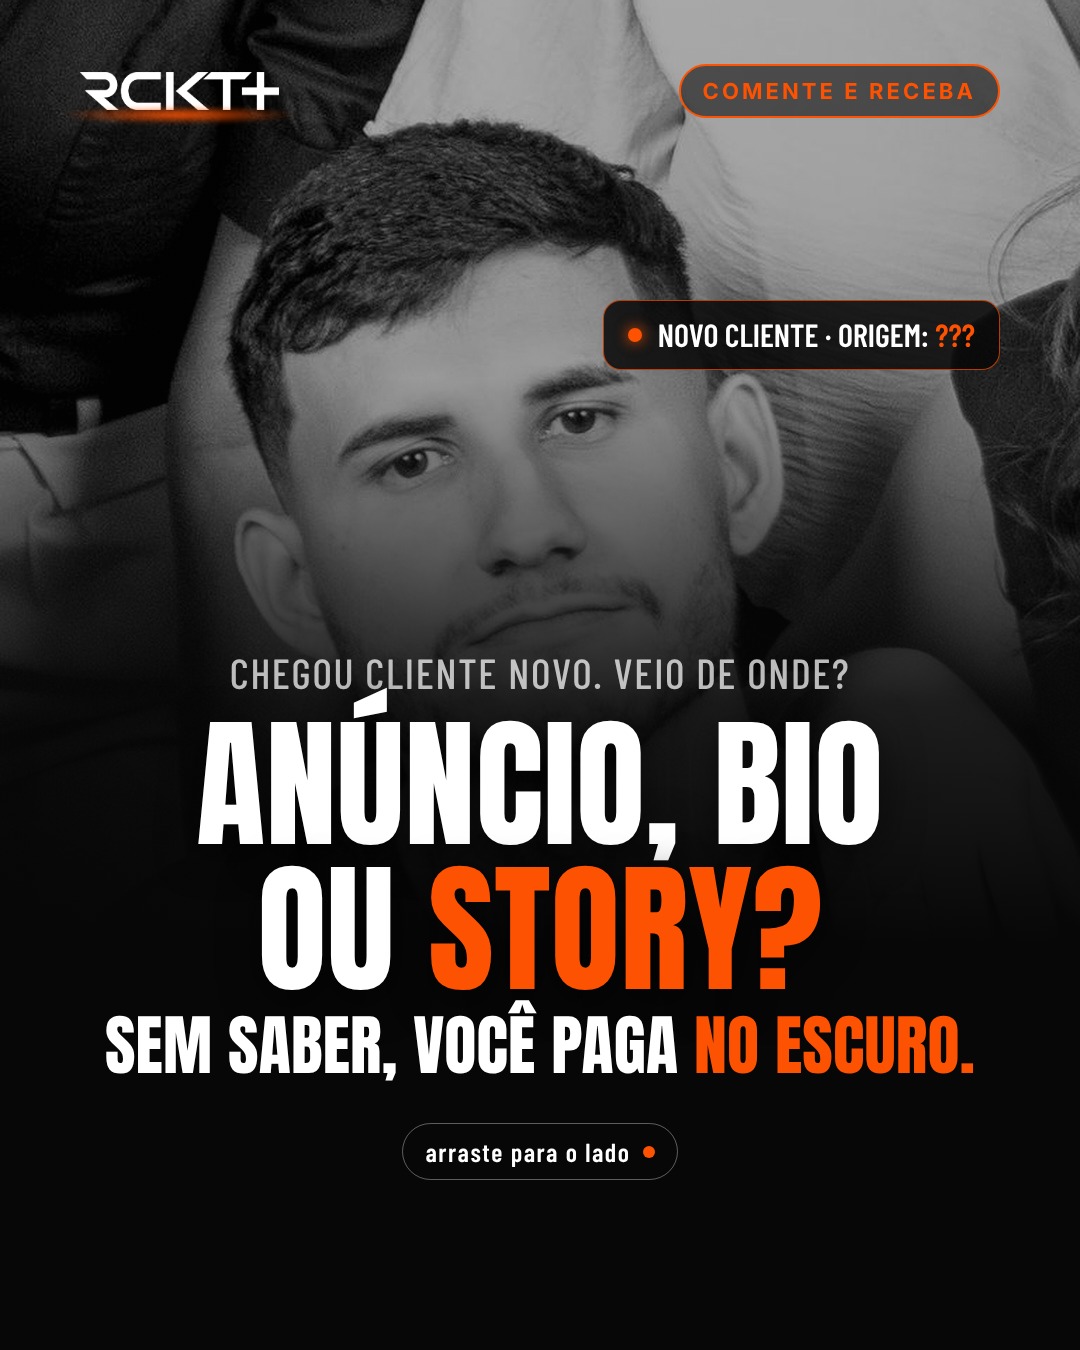 RCKT+
COMENTE E RECEBA
NOVO CLIENTE · ORIGEM: ???
CHEGOU CLIENTE NOVO. VEIO DE ONDE?
ANÚNCIO, BIO
OU STORY?
SEM SABER, VOCÊ PAGA NO ESCURO.
arraste para o lado